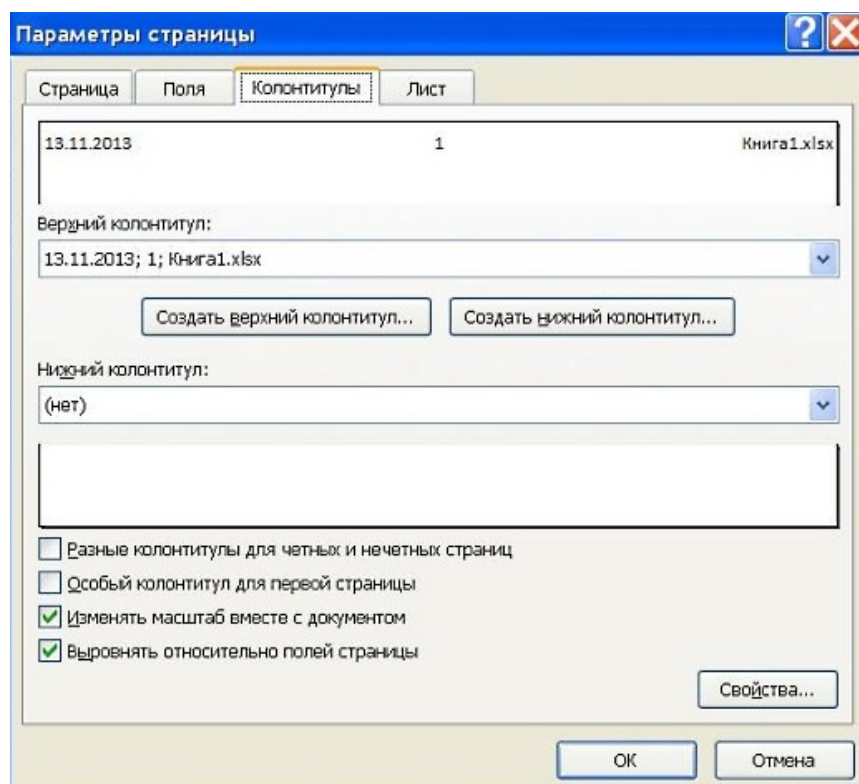 Параметры страницы
Страница Поля Колонтитулы Лист
13.11.2013 1 Книга1.xlsx
Верхний колонтитул:
13.11.2013; 1; Книга1.xlsx
Создать верхний колонтитул... Создать нижний колонтитул...
Нижний колонтитул:
(нет)
Разные колонтитулы для четных и нечетных страниц
Особый колонтитул для первой страницы
Изменять масштаб вместе с документом
Выровнять относительно полей страницы
Свойства...
ОК Отмена